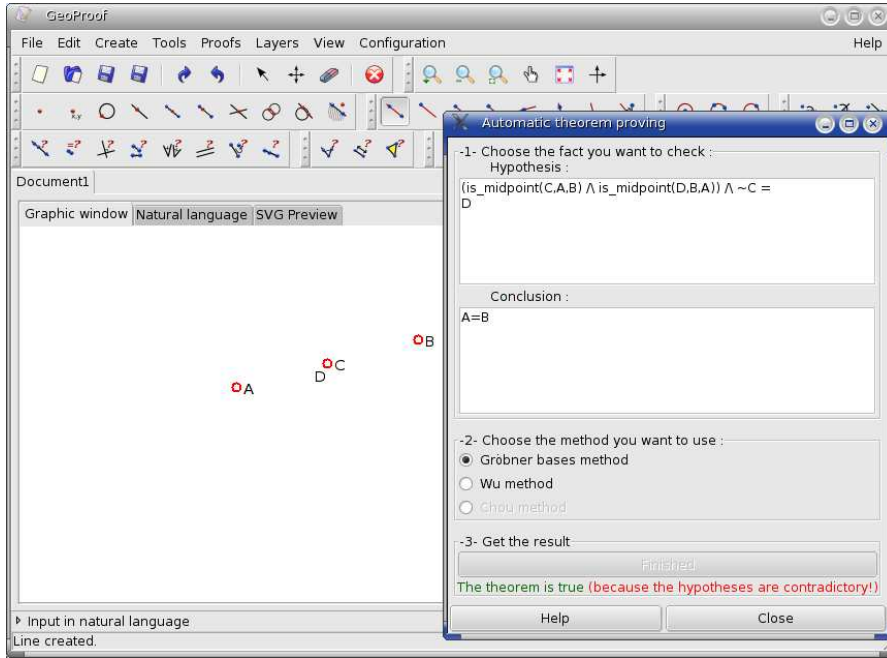 GeoProof
File Edit Create Tools Proofs Layers View Configuration Help
x,y
Document1
Graphic window Natural language SVG Preview
B
C
D
A
Input in natural language
Line created.
Automatic theorem proving
-1- Choose the fact you want to check :
Hypothesis :
(is_midpoint(C,A,B) /\ is_midpoint(D,B,A)) /\ ~C =
D
Conclusion :
A=B
-2- Choose the method you want to use :
Gröbner bases method
Wu method
Chou method
-3- Get the result
Finished
The theorem is true (because the hypotheses are contradictory!)
Help Close